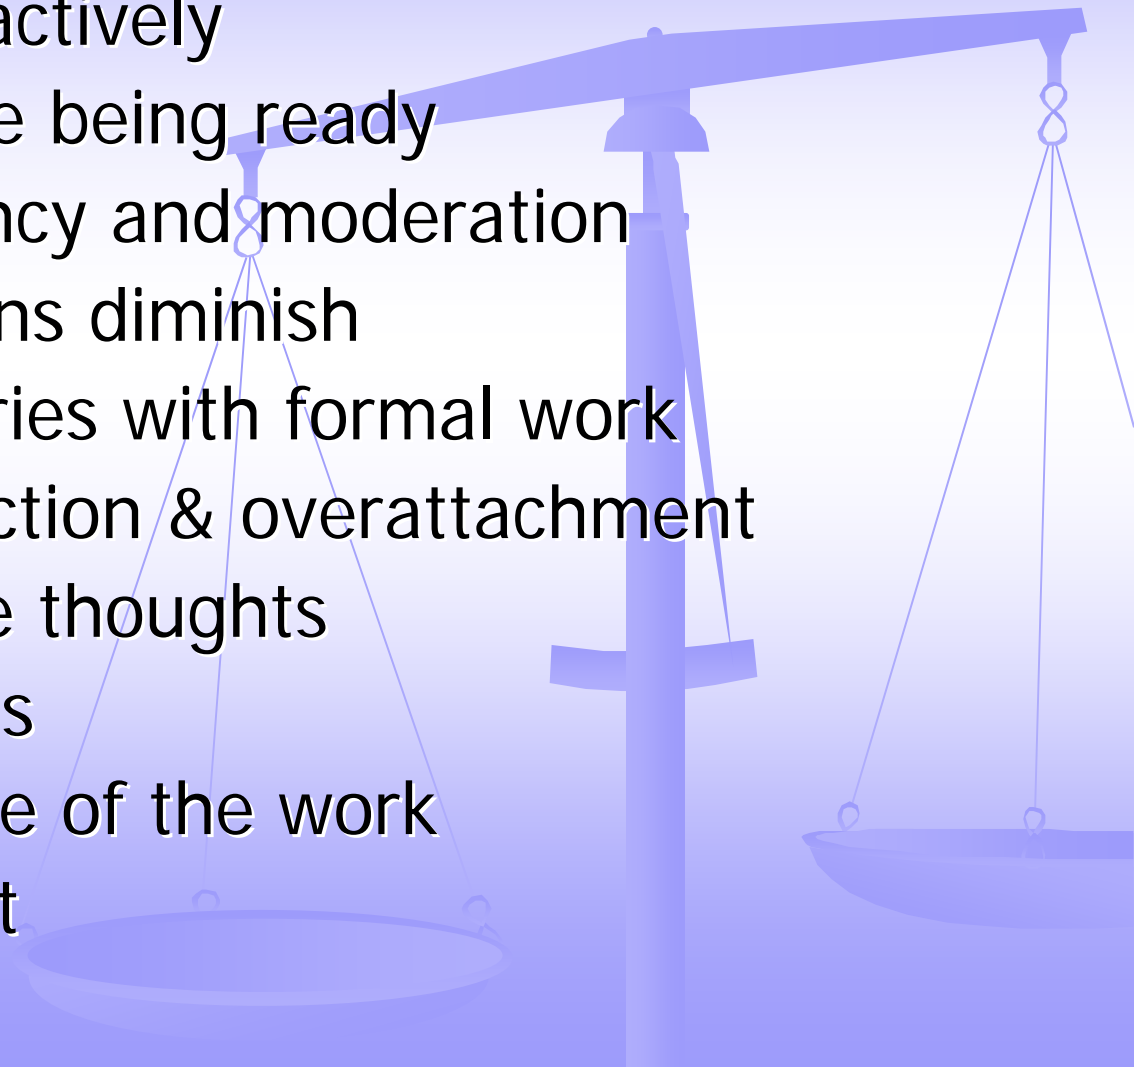 actively
e being ready
ncy and moderation
ns diminish
ries with formal work
ction & overattachment
e thoughts
s
e of the work
t